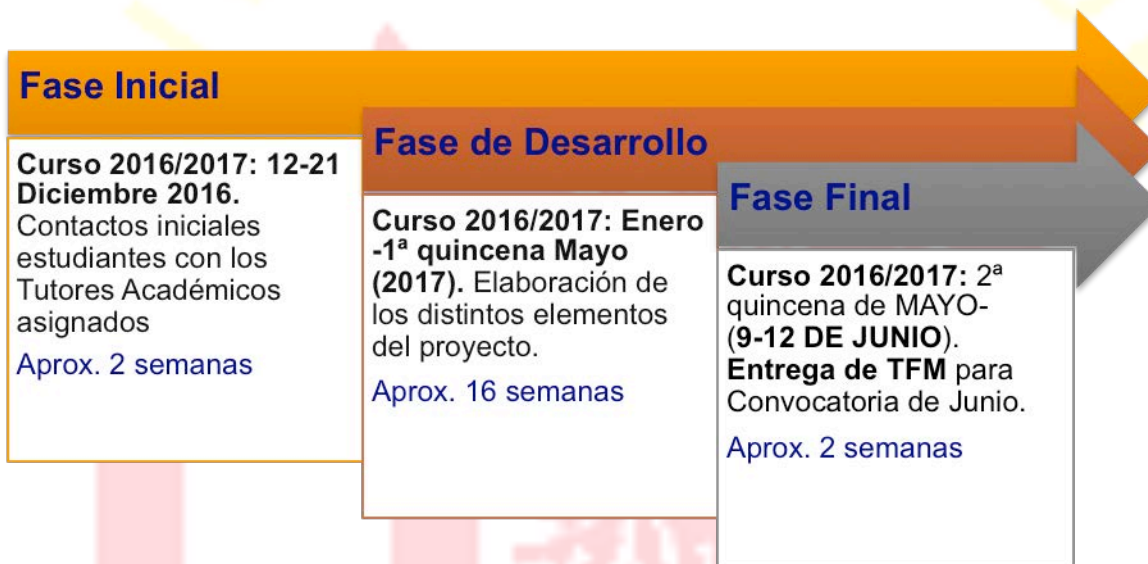 Fase Inicial
Curso 2016/2017: 12-21
Diciembre 2016.
Contactos iniciales
estudiantes con los
Tutores Académicos
asignados
Aprox. 2 semanas
Fase de Desarrollo
Curso 2016/2017: Enero
-1ª quincena Mayo
(2017). Elaboración de
los distintos elementos
del proyecto.
Aprox. 16 semanas
Fase Final
Curso 2016/2017: 2ª
quincena de MAYO-
(9-12 DE JUNIO).
Entrega de TFM para
Convocatoria de Junio.
Aprox. 2 semanas